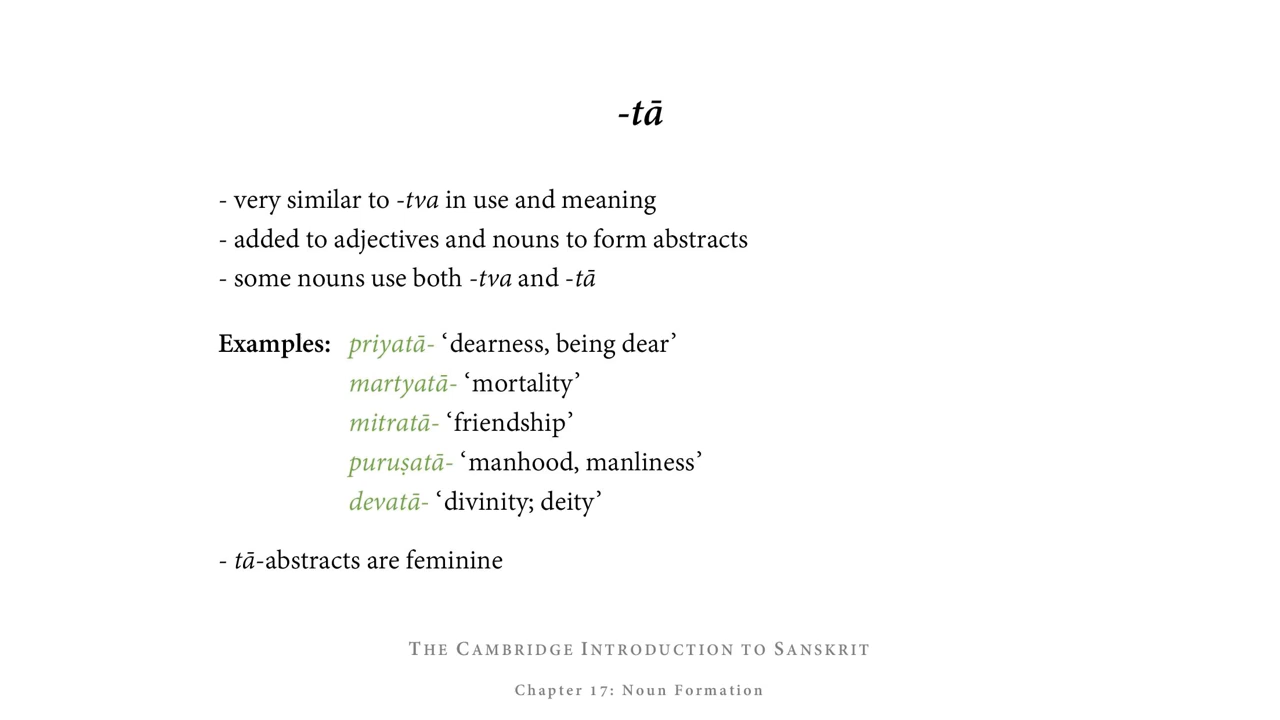 -tā
- very similar to -tva in use and meaning
- added to adjectives and nouns to form abstracts
- some nouns use both -tva and -tā
Examples: priyatā- ‘dearness, being dear’
martyatā- ‘mortality’
mitratā- ‘friendship’
puruṣatā- ‘manhood, manliness’
devatā- ‘divinity; deity’
- tā-abstracts are feminine
The Cambridge Introduction to Sanskrit
Chapter 17: Noun Formation